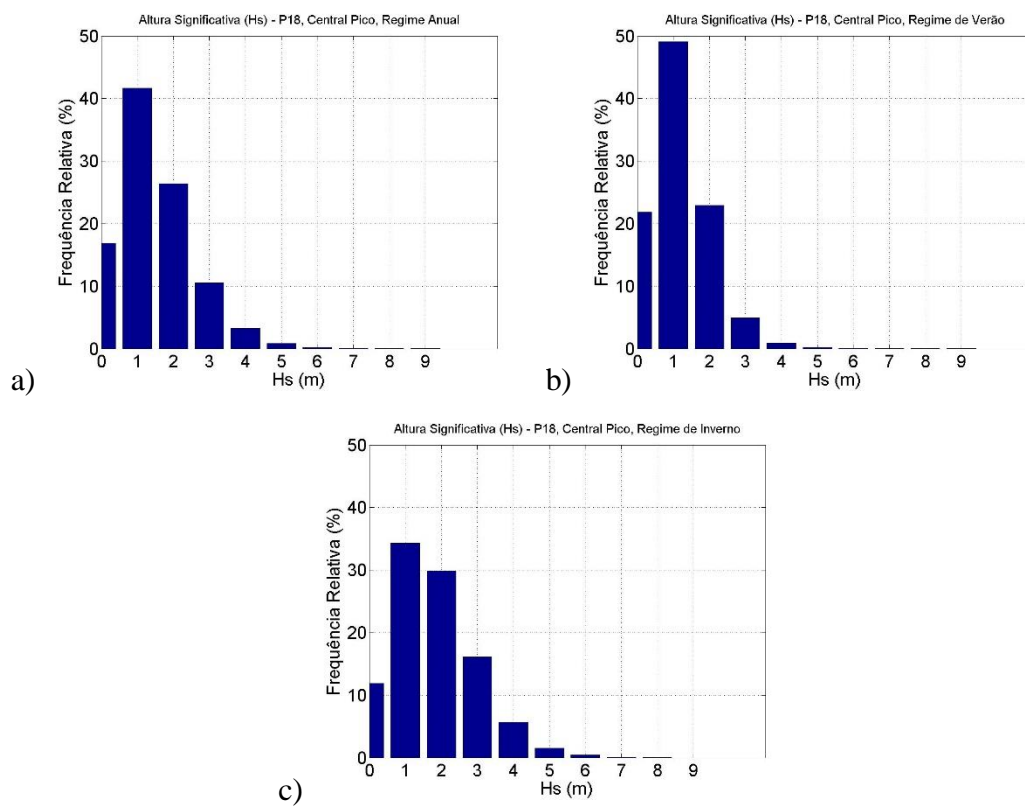 Altura Significativa (Hs) - P18, Central Pico, Regime Anual
Frequência Relativa (%)
50
40
30
20
10
0
0 1 2 3 4 5 6 7 8 9
Hs (m)
a)
Altura Significativa (Hs) - P18, Central Pico, Regime de Verão
Frequência Relativa (%)
50
40
30
20
10
0
0 1 2 3 4 5 6 7 8 9
Hs (m)
b)
Altura Significativa (Hs) - P18, Central Pico, Regime de Inverno
Frequência Relativa (%)
50
40
30
20
10
0
0 1 2 3 4 5 6 7 8 9
Hs (m)
c)